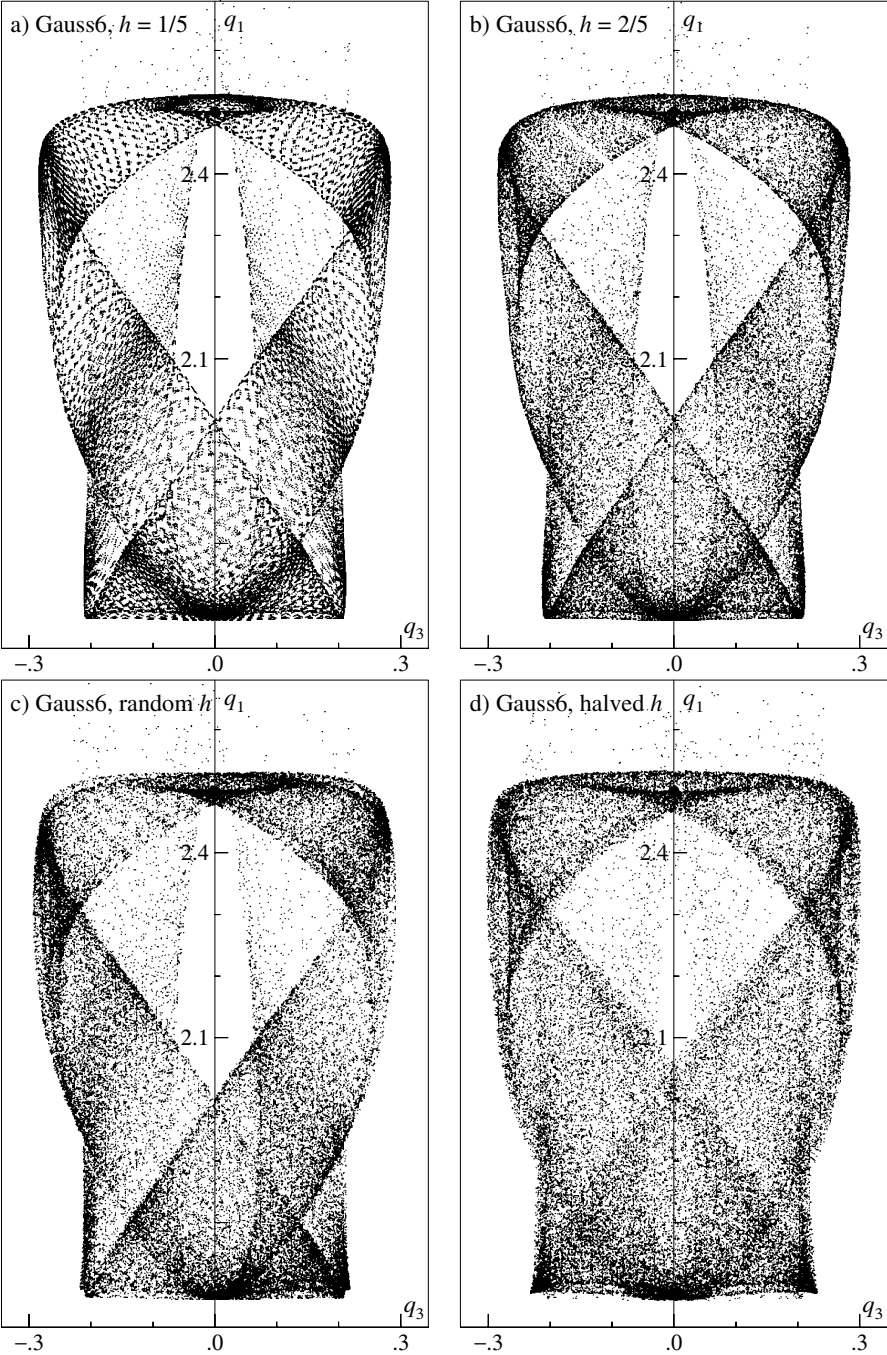 a) Gauss6, h = 1/5 q1
2.4
2.1
q3
−.3 .0 .3
b) Gauss6, h = 2/5 q1
2.4
2.1
q3
−.3 .0 .3
c) Gauss6, random h q1
2.4
2.1
q3
−.3 .0 .3
d) Gauss6, halved h q1
2.4
2.1
q3
−.3 .0 .3